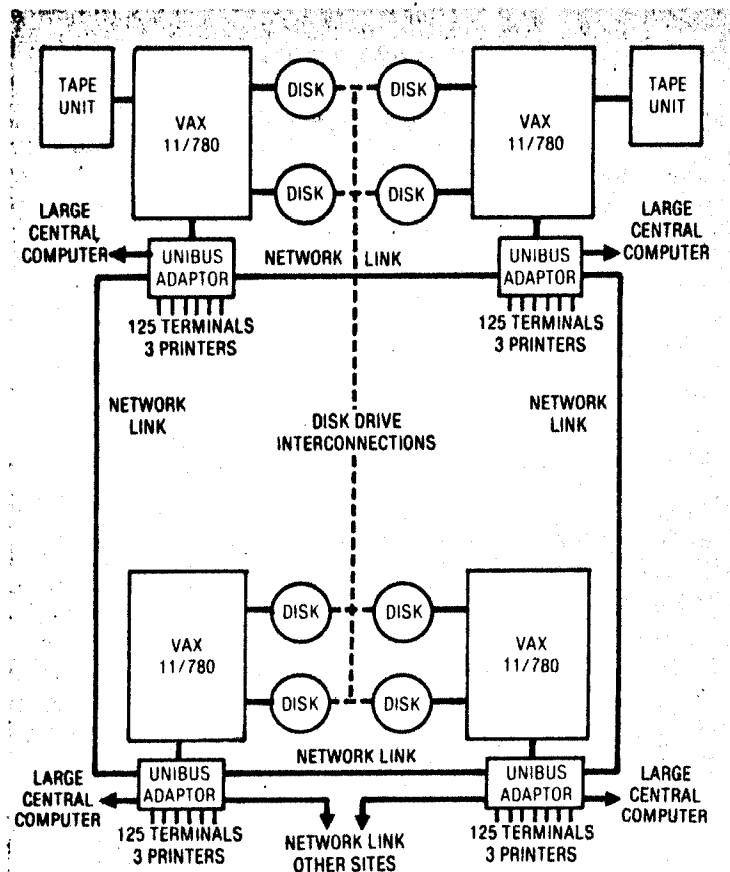 TAPE
UNIT
VAX
11/780
DISK
DISK
VAX
11/780
TAPE
UNIT
DISK
DISK
LARGE
CENTRAL
COMPUTER
UNIBUS
ADAPTOR
NETWORK LINK
UNIBUS
ADAPTOR
LARGE
CENTRAL
COMPUTER
125 TERMINALS
3 PRINTERS
125 TERMINALS
3 PRINTERS
NETWORK
LINK
NETWORK
LINK
DISK DRIVE
INTERCONNECTIONS
VAX
11/780
DISK
DISK
VAX
11/780
DISK
DISK
NETWORK LINK
LARGE
CENTRAL
COMPUTER
UNIBUS
ADAPTOR
UNIBUS
ADAPTOR
LARGE
CENTRAL
COMPUTER
125 TERMINALS
3 PRINTERS
NETWORK LINK
OTHER SITES
125 TERMINALS
3 PRINTERS